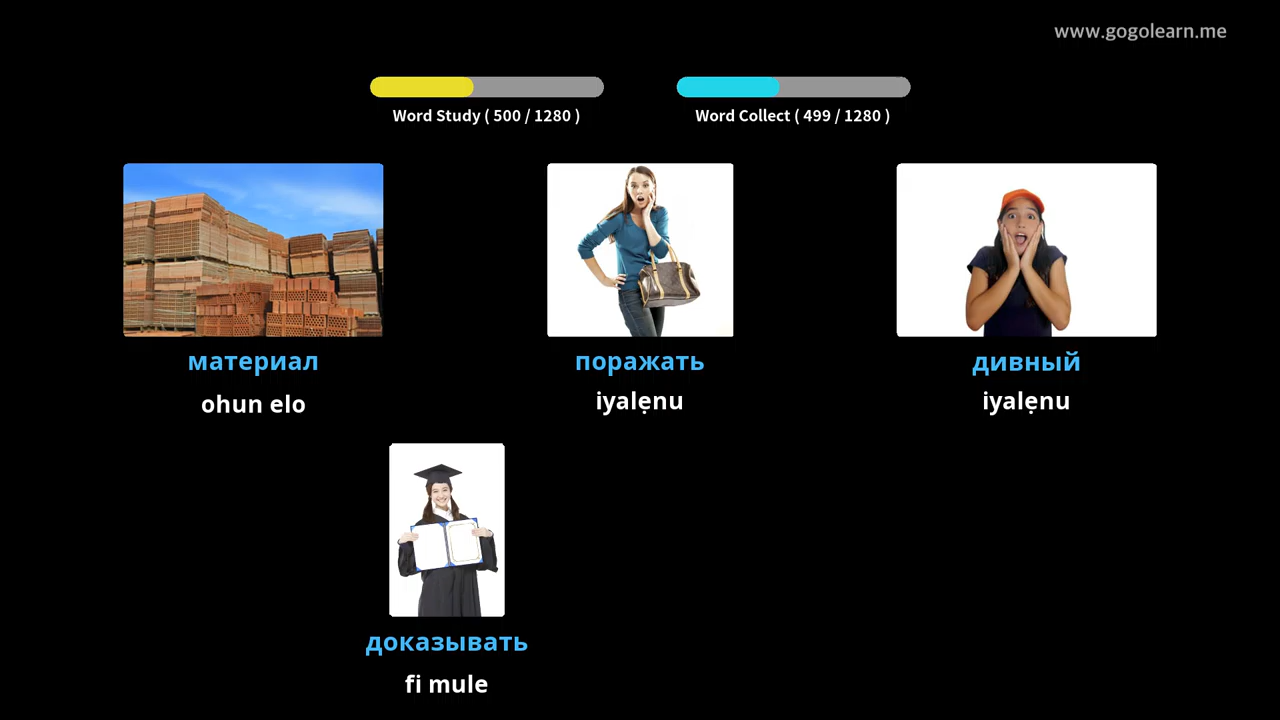 www.gogolearn.me
Word Study ( 500 / 1280 )
Word Collect ( 499 / 1280 )
материал
ohun elo
поражать
iyalẹnu
дивный
iyalẹnu
доказывать
fi mule